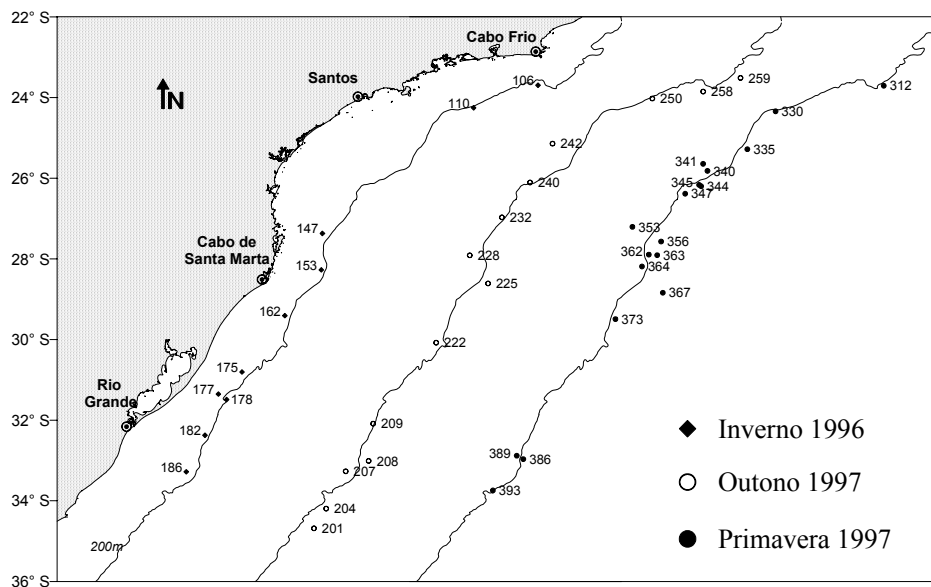 22° S
Cabo Frio
259
Santos
106
258
312
24° S
250
110
330
N
242
335
341
340
26° S
240
345
344
347
232
147
353
Cabo de
Santa Marta
228
362
356
363
153
364
28° S
225
367
162
373
30° S
222
175
Rio
Grande
177
178
32° S
209
182
Inverno 1996
389
386
208
186
207
Outono 1997
393
34° S
204
201
200m
Primavera 1997
36° S